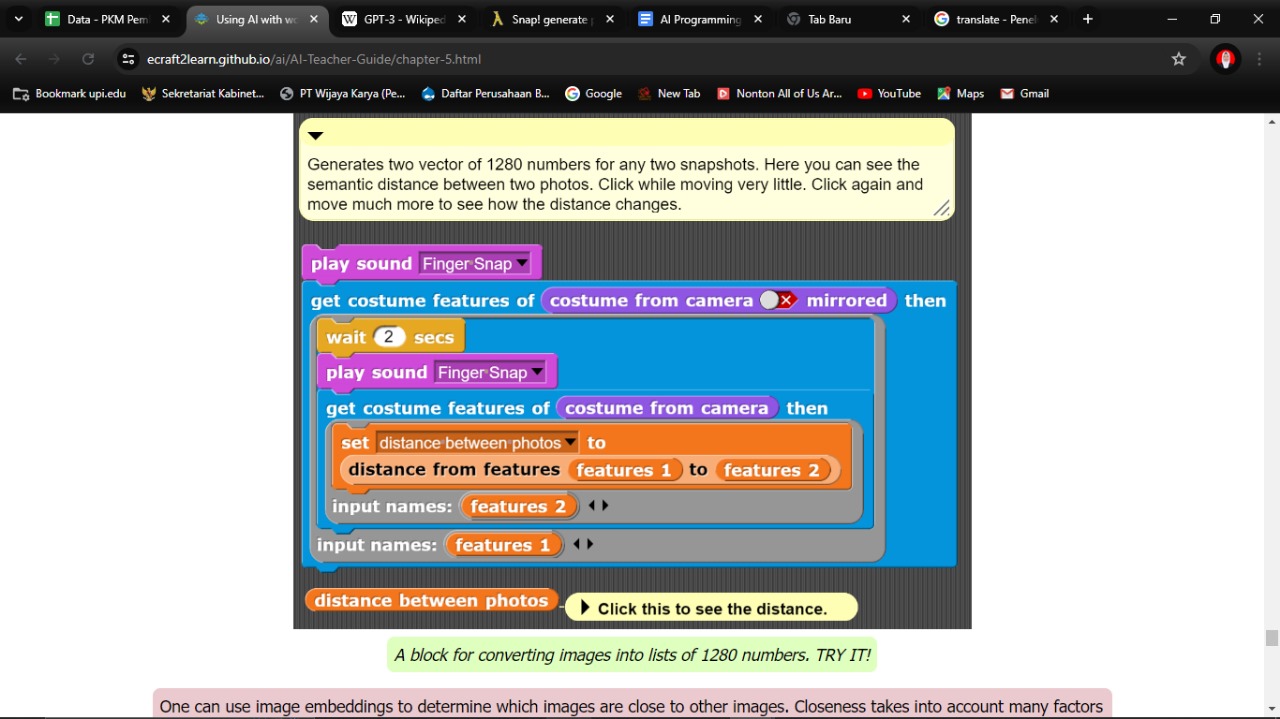 Data - PKM Pem
Using AI with wo
GPT-3 - Wikiped
Snap! generate
AI Programming
Tab Baru
translate - Penel
ecraft2learn.github.io/ai/AI-Teacher-Guide/chapter-5.html
Bookmark upi.edu
Sekretariat Kabinet...
PT Wijaya Karya (Pe...
Daftar Perusahaan B...
Google
New Tab
Nonton All of Us Ar...
YouTube
Maps
Gmail
Generates two vector of 1280 numbers for any two snapshots. Here you can see the
semantic distance between two photos. Click while moving very little. Click again and
move much more to see how the distance changes.
play sound Finger Snap
get costume features of costume from camera mirrored then
wait 2 secs
play sound Finger Snap
get costume features of costume from camera then
set distance between photos to
distance from features features 1 to features 2
input names: features 2
input names: features 1
distance between photos
Click this to see the distance.
A block for converting images into lists of 1280 numbers. TRY IT!
One can use image embeddings to determine which images are close to other images. Closeness takes into account many factors